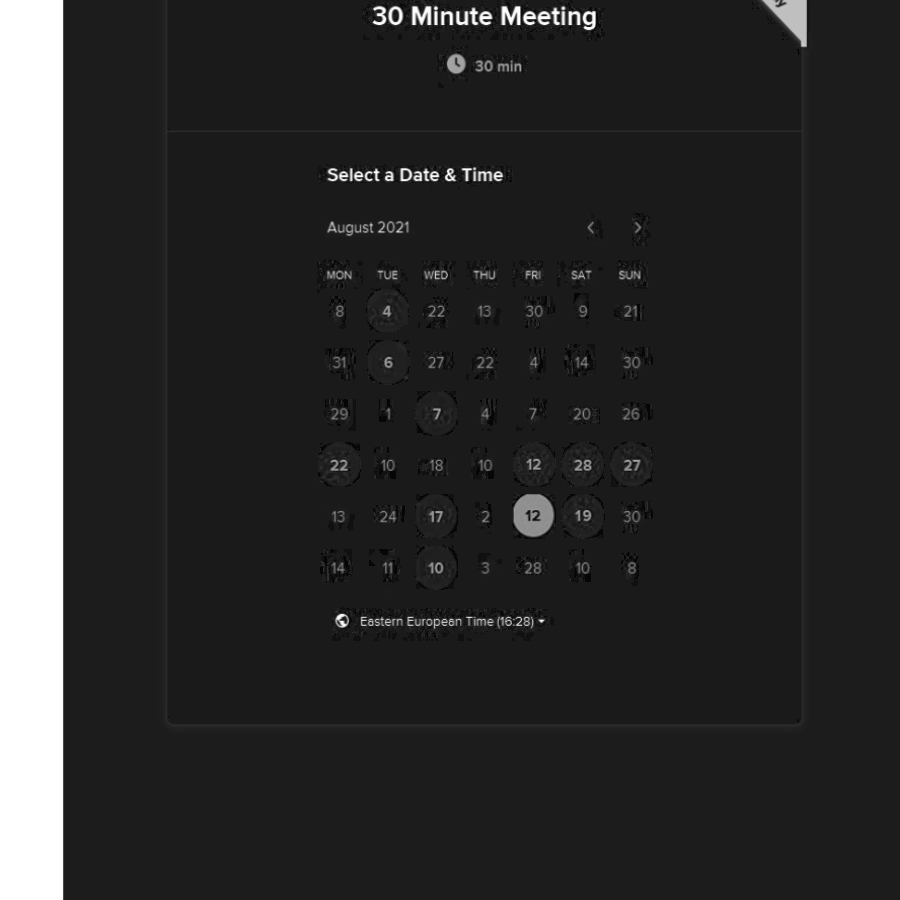 30 Minute Meeting
30 min
Select a Date & Time
August 2021
MON TUE WED THU FRI SAT SUN
8 4 22 13 30 9 21
31 6 27 22 4 14 30
29 1 7 4 7 20 26
22 10 18 10 12 28 27
13 24 17 2 12 19 30
14 11 10 3 28 10 8
Eastern European Time (16:28)